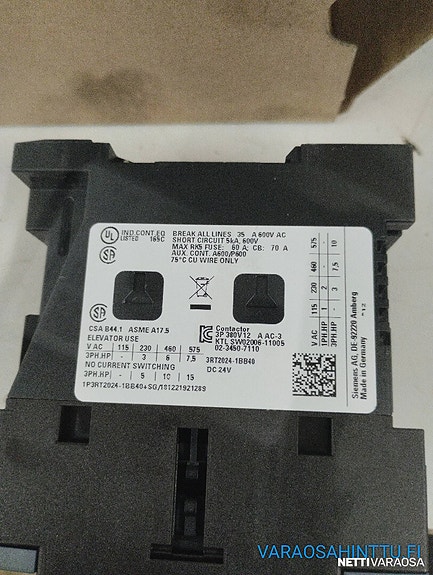 UL IND.CONT.EQ
LISTED 165C
SA
BREAK ALL LINES 35 A 600V AC
SHORT CIRCUIT 5kA, 600V
MAX RK5 FUSE: 60 A; CB: 70 A
AUX. CONT. A600/P600
75°C CU WIRE ONLY
SA
CSA B44.1 ASME A17.5
ELEVATOR USE
V AC 115 230 460 575
3PH.HP - 3 6 7,5
NO CURRENT SWITCHING
3PH.HP - 5 10 15
1P3RT2024-1BB40+SG/181221921289
Contactor
3P 380V12 A AC-3
KTL SW02006-11005
02-3450-7110
3RT2024-1BB40
DC 24V
V AC 115 230 460 575
1PH.HP 1 2 - -
3PH.HP - 3 7,5 10
Siemens AG, DE-92220 Amberg
Made in Germany *12
VARAOSAHINTTU.FI
NETTIVARAOSA